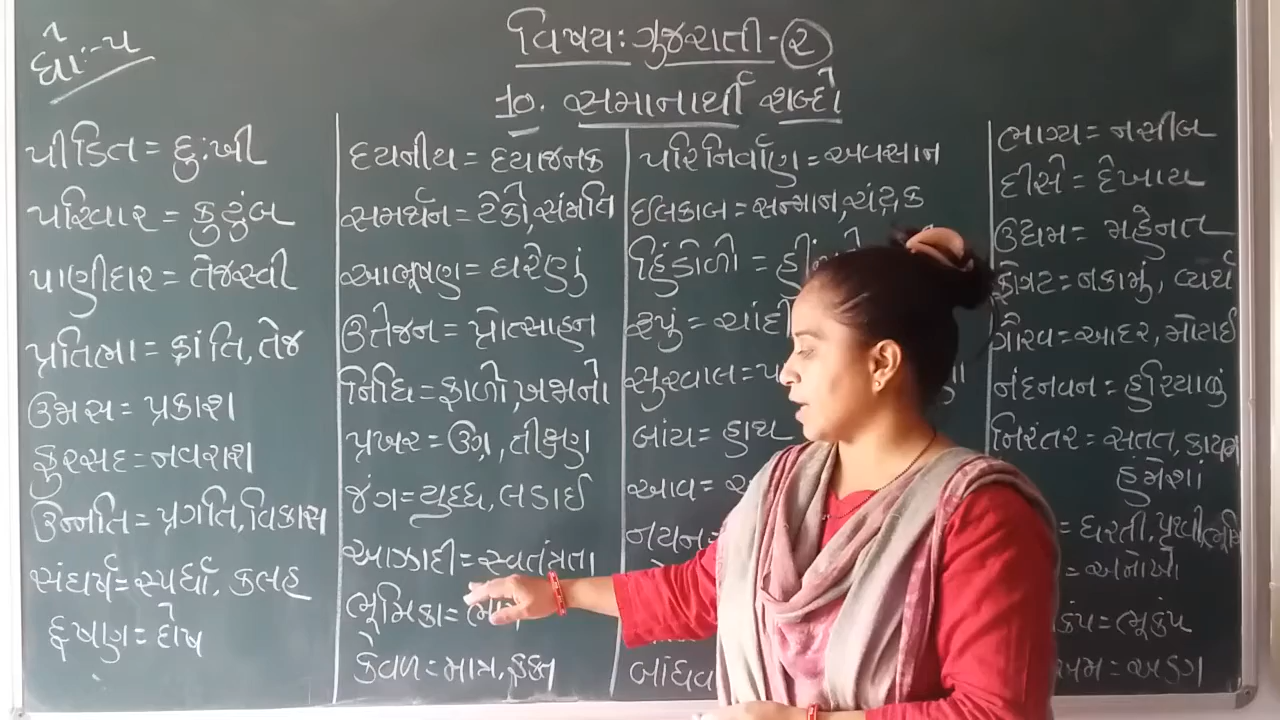 ધો:-૫
વિષય: ગુજરાતી-૨
૧૦. સમાનાર્થી શબ્દો
પીડિત = દુ:ખી
પરિવાર = કુટુંબ
પાણીદાર = તેજસ્વી
પ્રતિભા = કાંતિ, તેજ
ઉજાસ = પ્રકાશ
ફુરસદ = નવરાશ
ઉન્નતિ = પ્રગતિ, વિકાસ
સંઘર્ષ = સ્પર્ધા, કલહ
દૂષણ = દોષ
દયનીય = દયાજનક
સમર્થન = ટેકો, સંમતિ
આભૂષણ = ઘરેણું
ઉત્તેજન = પ્રોત્સાહન
નિધિ = ફાળો, ખજાનો
પ્રખર = ઉગ્ર, તીક્ષ્ણ
જંગ = યુદ્ધ, લડાઈ
આઝાદી = સ્વતંત્રતા
ભૂમિકા =
કેવળ = માત્ર, ફક્ત
પરિનિર્વાણ = અવસાન
ઈલકાબ = સન્માન, ચંદ્રક
હિંડોળી =
રૂપું = ચાંદી
સુરવાલ =
બાંય = હાથ
આવ =
નયન =
બાંધવ
ભાગ્ય = નસીબ
દીસે = દેખાય
ઉદ્યમ = મહેનત
ફોગટ = નકામું, વ્યર્થ
ગૌરવ = આદર, મોટાઈ
નંદનવન = હરિયાળું
નિરંતર = સતત, કાયમ
હંમેશાં
= ધરતી, પૃથ્વી, ભૂમિ
= અનોખો
કંપ = ભૂકંપ
= અડગ